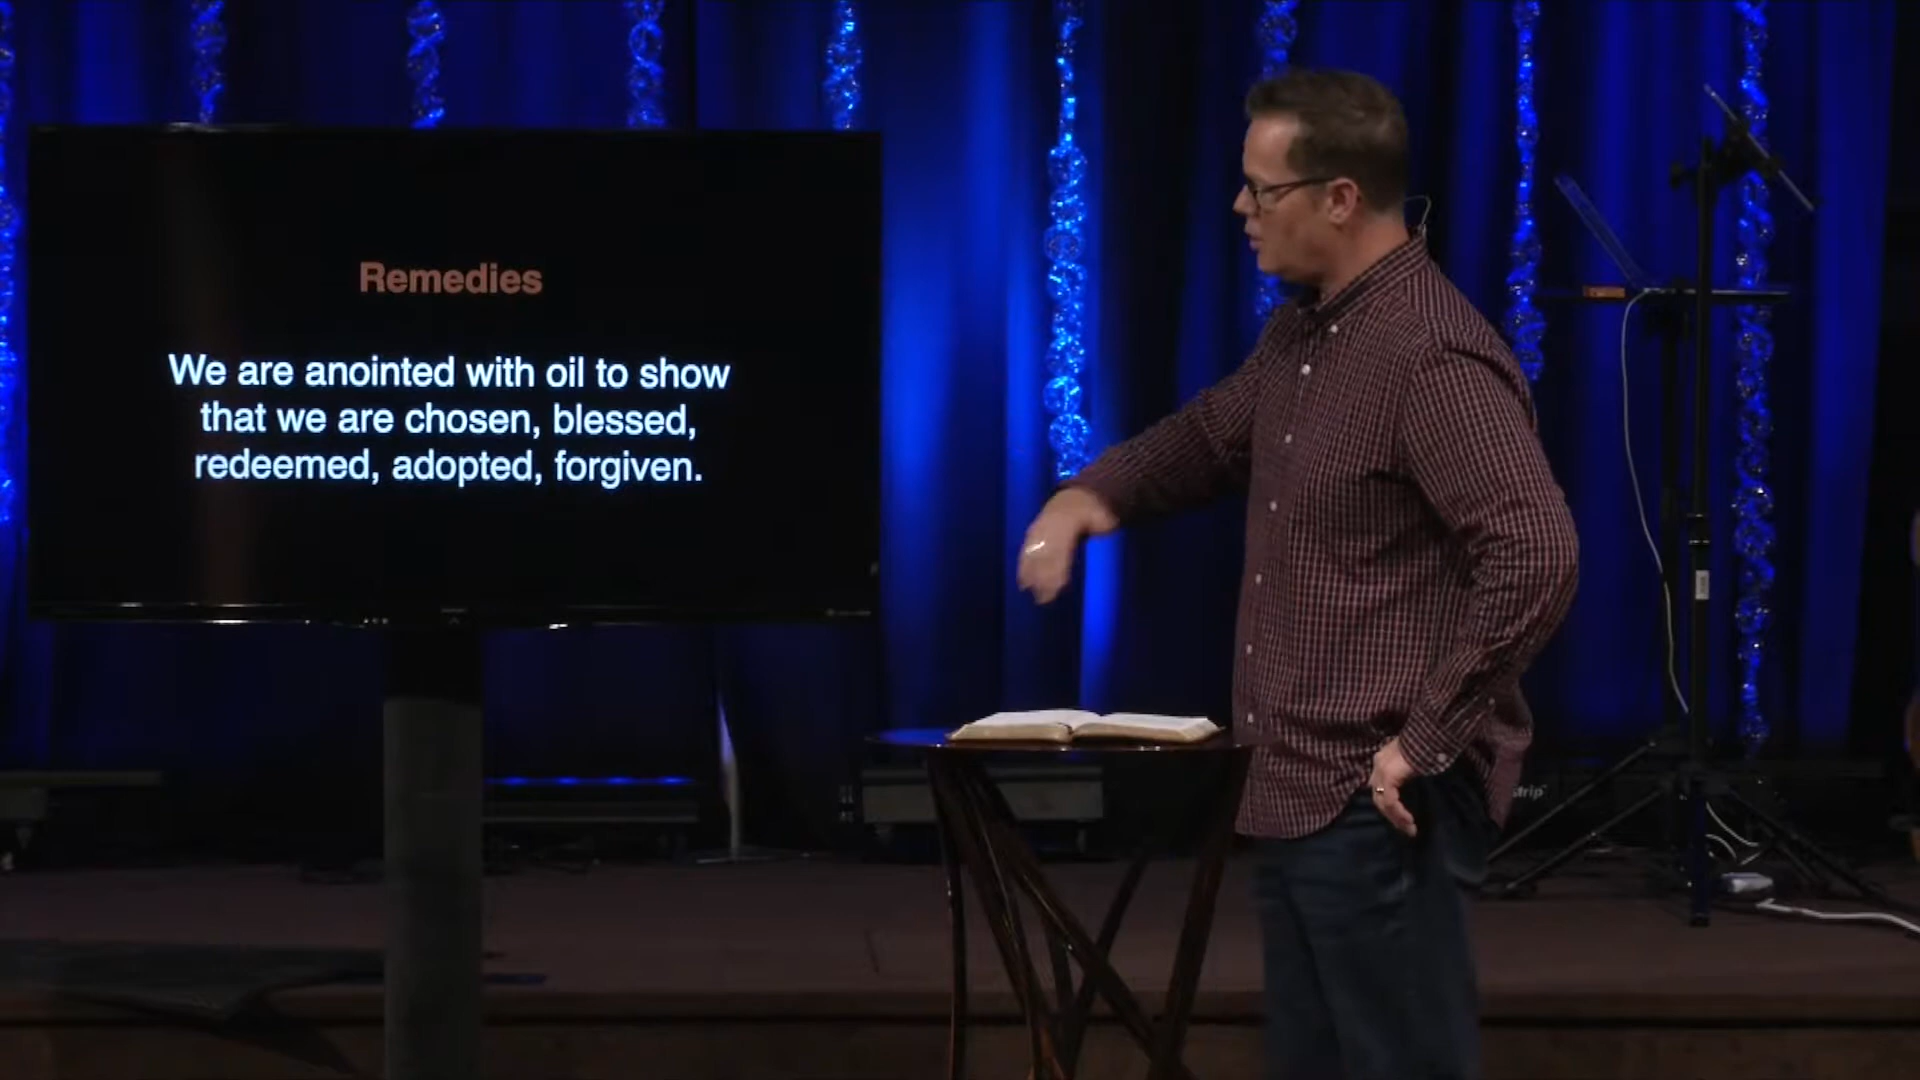 Remedies
We are anointed with oil to show
that we are chosen, blessed,
redeemed, adopted, forgiven.